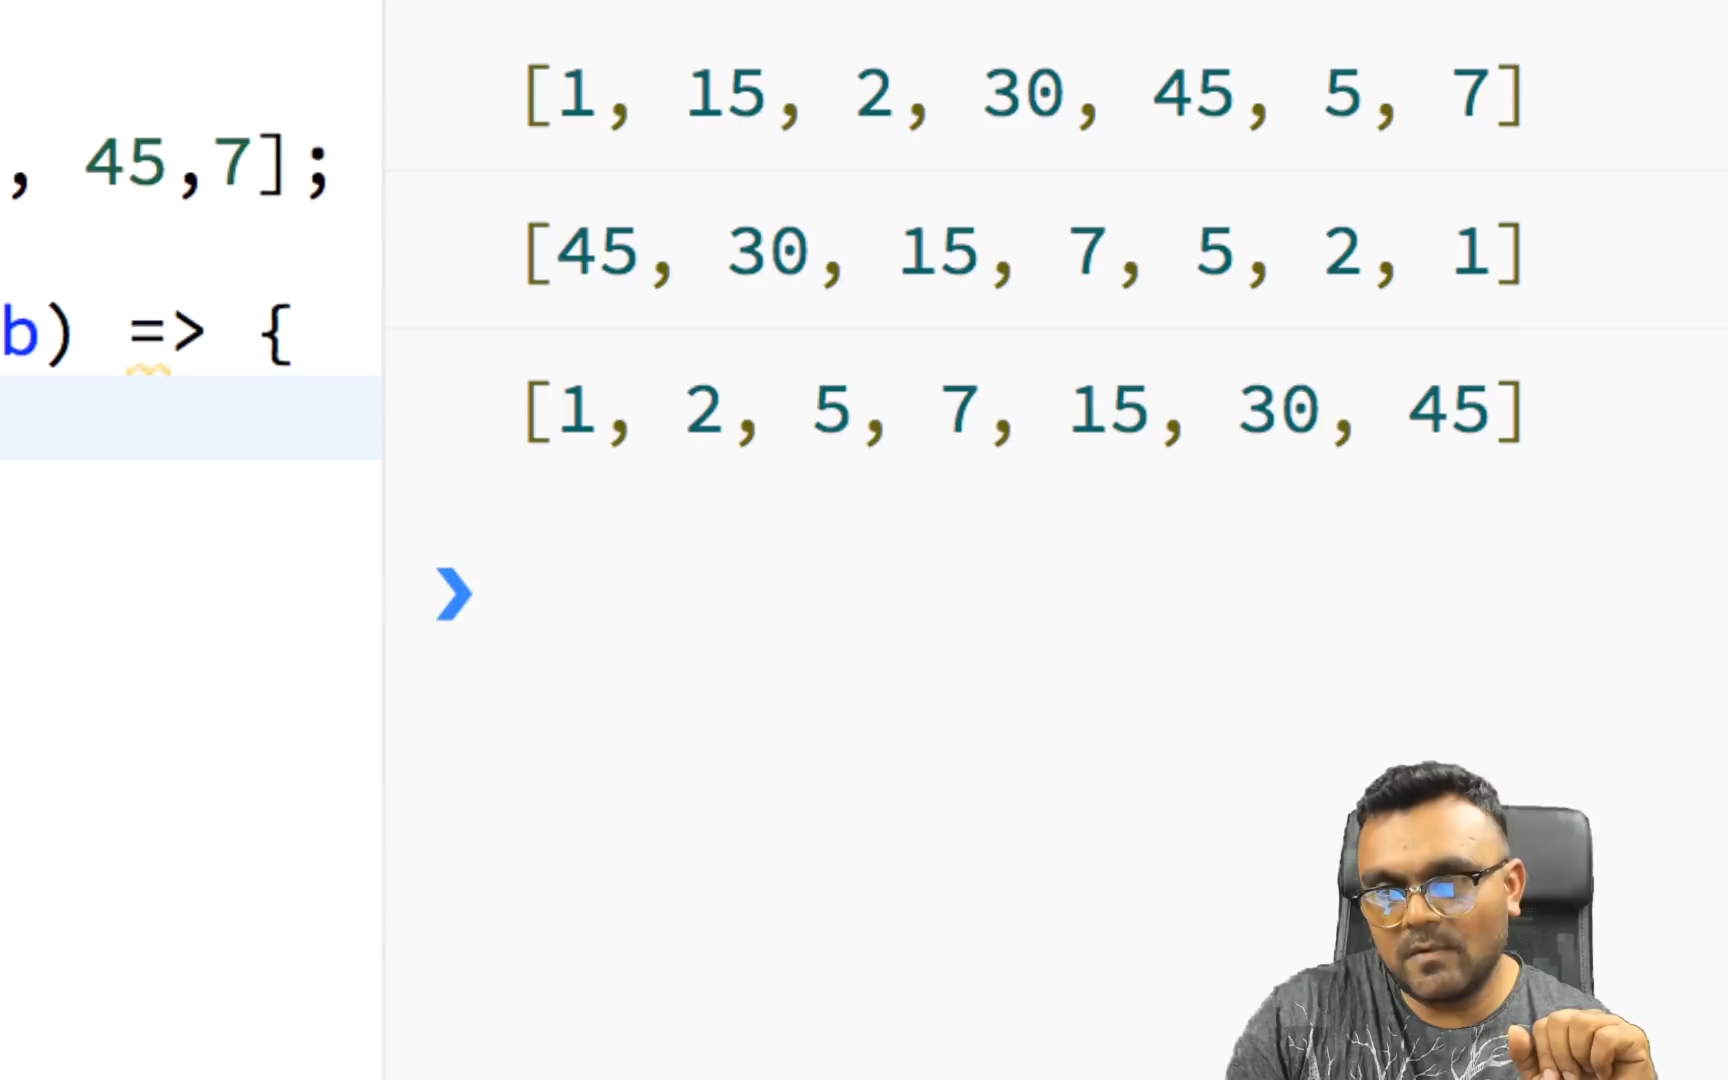 , 45,7];
b) => {
[1, 15, 2, 30, 45, 5, 7]
[45, 30, 15, 7, 5, 2, 1]
[1, 2, 5, 7, 15, 30, 45]
❯